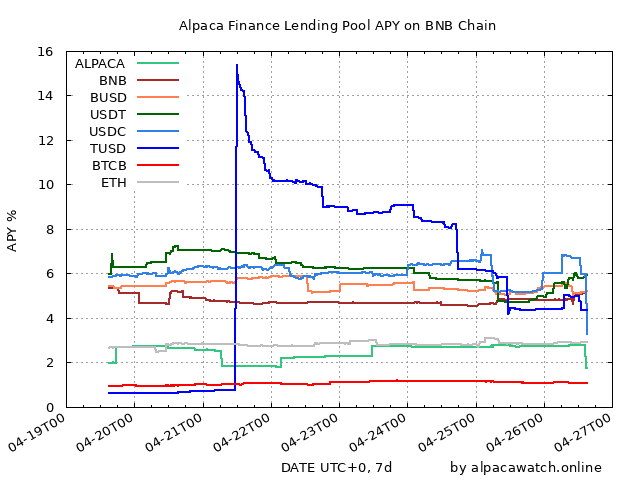 Alpaca Finance Lending Pool APY on BNB Chain
16
14
12
10
8
6
4
2
0
APY %
ALPACA
BNB
BUSD
USDT
USDC
TUSD
BTCB
ETH
04-19T00
04-20T00
04-21T00
04-22T00
04-23T00
04-24T00
04-25T00
04-26T00
04-27T00
DATE UTC+0, 7d
by alpacawatch.online